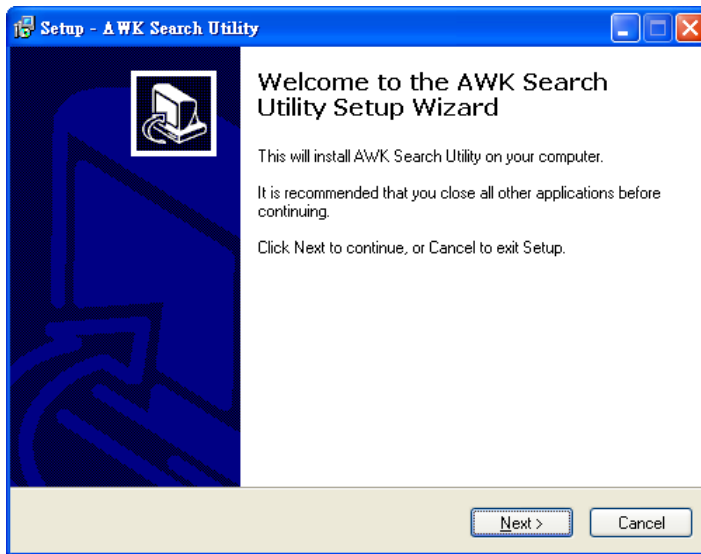 Setup - AWK Search Utility
Welcome to the AWK Search
Utility Setup Wizard
This will install AWK Search Utility on your computer.
It is recommended that you close all other applications before
continuing.
Click Next to continue, or Cancel to exit Setup.
Next >
Cancel